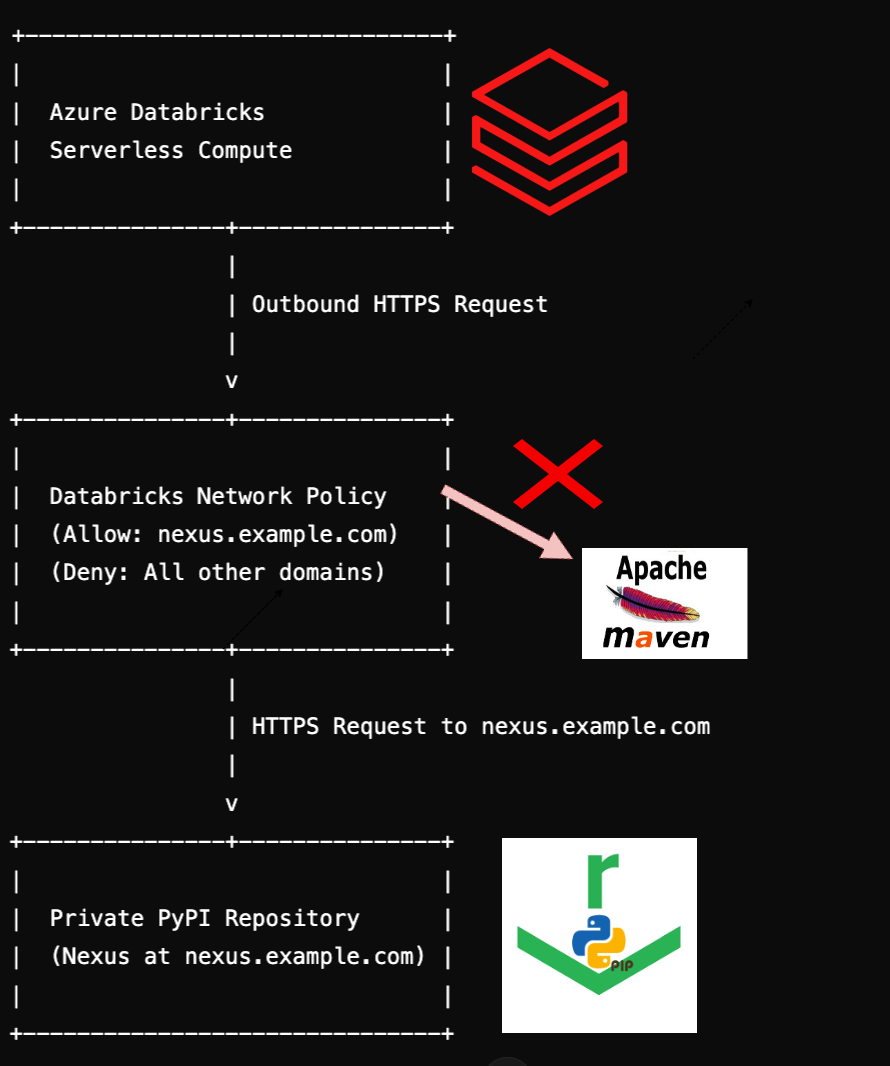 Azure Databricks
Serverless Compute
Outbound HTTPS Request
v
Databricks Network Policy
(Allow: nexus.example.com)
(Deny: All other domains)
Apache
maven
HTTPS Request to nexus.example.com
v
Private PyPI Repository
(Nexus at nexus.example.com)
r
PIP